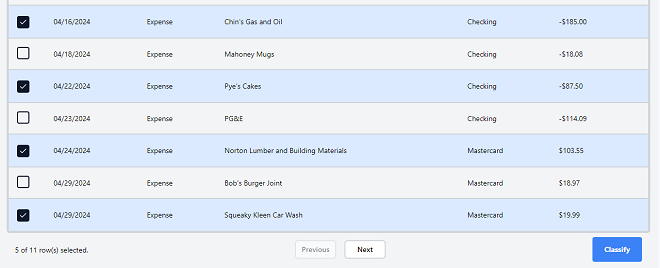 04/16/2024 Expense Chin's Gas and Oil Checking -$185.00
04/18/2024 Expense Mahoney Mugs Checking -$18.08
04/22/2024 Expense Pye's Cakes Checking -$87.50
04/23/2024 Expense PG&E Checking -$114.09
04/24/2024 Expense Norton Lumber and Building Materials Mastercard $103.55
04/29/2024 Expense Bob's Burger Joint Mastercard $18.97
04/29/2024 Expense Squeaky Kleen Car Wash Mastercard $19.99
5 of 11 row(s) selected. Previous Next Classify